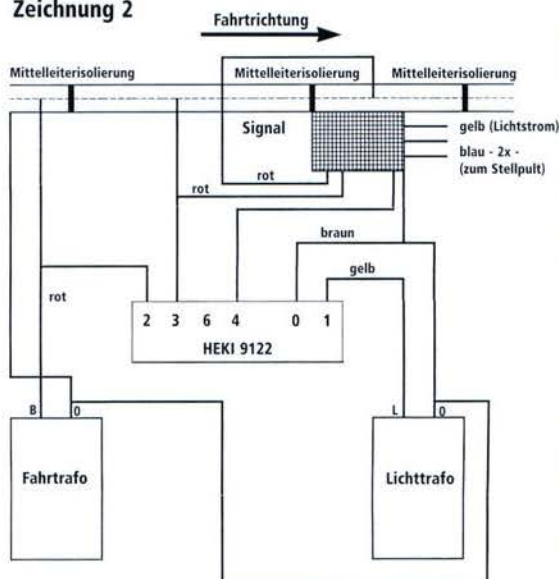 Zeichnung 2
Fahrtrichtung
Mittelleiterisolierung Mittelleiterisolierung Mittelleiterisolierung
Signal
gelb (Lichtstrom)
blau - 2x -
(zum Stellpult)
rot
rot
braun
gelb
rot
2 3 6 4 0 1
HEKI 9122
B 0
L 0
Fahrtrafo
Lichttrafo